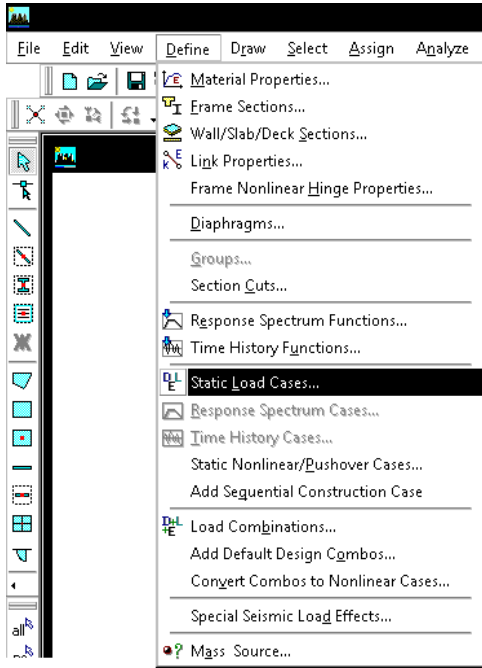 File Edit View Define Draw Select Assign Analyze
Material Properties...
Frame Sections...
Wall/Slab/Deck Sections...
Link Properties...
Frame Nonlinear Hinge Properties...
Diaphragms...
Groups...
Section Cuts...
Response Spectrum Functions...
Time History Functions...
Static Load Cases...
Response Spectrum Cases...
Time History Cases...
Static Nonlinear/Pushover Cases...
Add Sequential Construction Case
Load Combinations...
Add Default Design Combos...
Convert Combos to Nonlinear Cases...
Special Seismic Load Effects...
all
Mass Source...